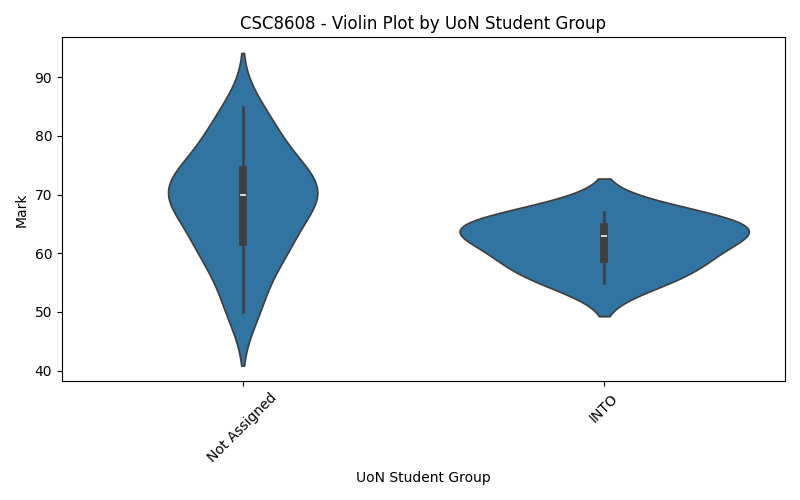 CSC8608 - Violin Plot by UoN Student Group
90
80
70
60
50
40
Mark
Not Assigned
INTO
UoN Student Group